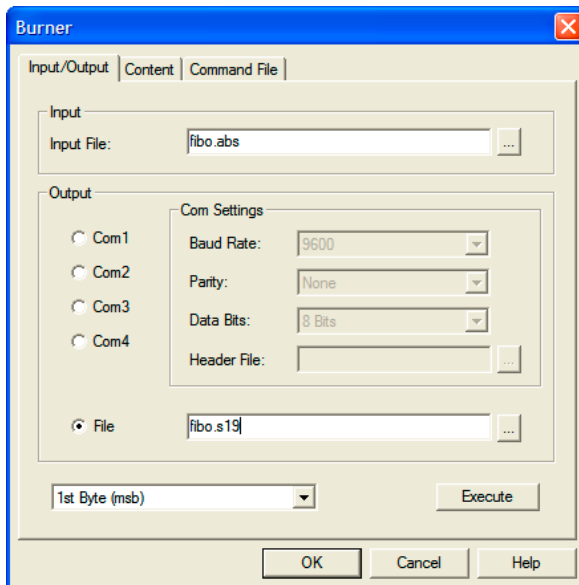 Burner
Input/Output Content Command File
Input
Input File: fibo.abs ...
Output
Com Settings
Com1
Baud Rate: 9600
Com2
Parity: None
Com3
Data Bits: 8 Bits
Com4
Header File: ...
File fibo.s19 ...
1st Byte (msb) Execute
OK Cancel Help